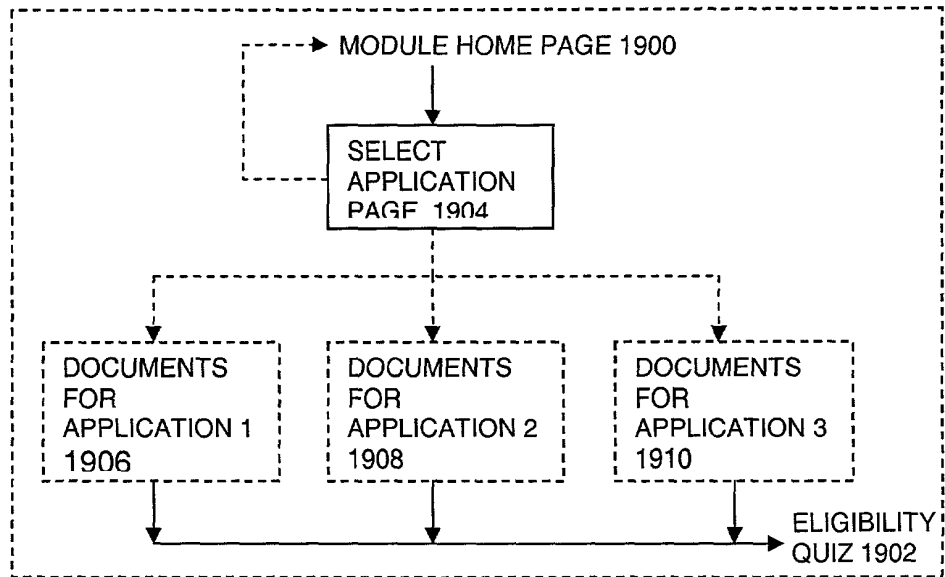 MODULE HOME PAGE 1900
SELECT
APPLICATION
PAGE 1904
DOCUMENTS
FOR
APPLICATION 1
1906
DOCUMENTS
FOR
APPLICATION 2
1908
DOCUMENTS
FOR
APPLICATION 3
1910
ELIGIBILITY
QUIZ 1902